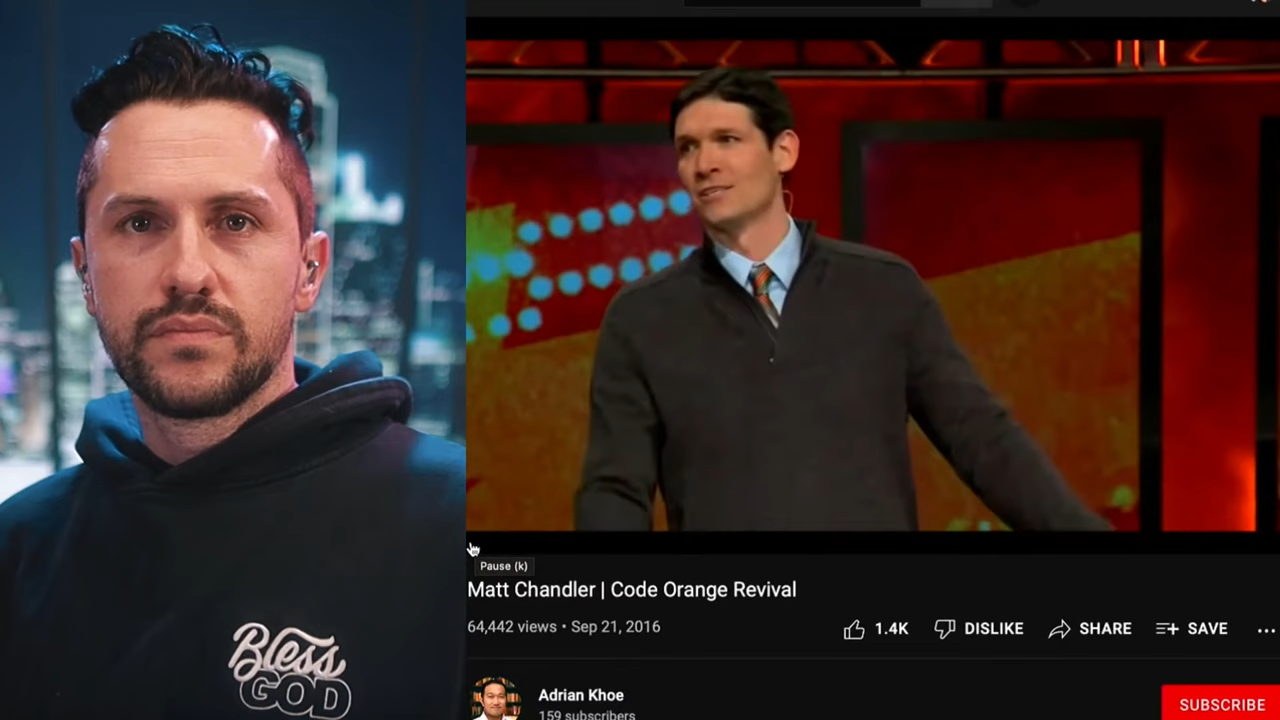 Bless
GOD
Pause (k)
Matt Chandler | Code Orange Revival
64,442 views • Sep 21, 2016
1.4K
DISLIKE
SHARE
SAVE
...
Adrian Khoe
159 subscribers
SUBSCRIBE